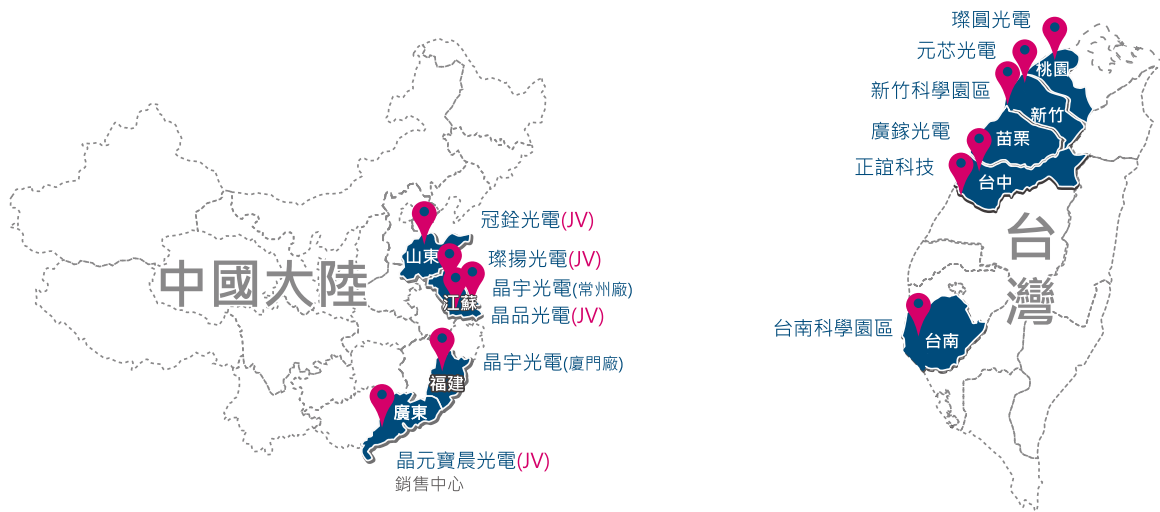 中國大陸
山東
江蘇
福建
廣東
冠銓光電(JV)
璨揚光電(JV)
晶宇光電(常州廠)
晶品光電(JV)
晶宇光電(廈門廠)
晶元寶晨光電(JV)
銷售中心
台灣
璨圓光電
元芯光電
新竹科學園區
廣鎵光電
正誼科技
台南科學園區
桃園
新竹
苗栗
台中
台南